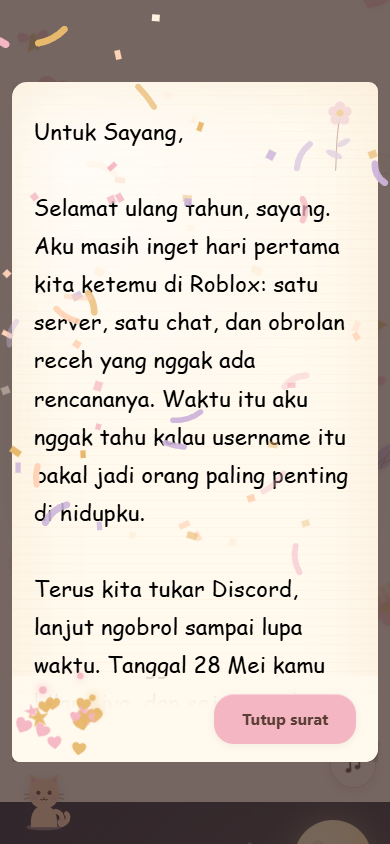 Untuk Sayang,
Selamat ulang tahun, sayang.
Aku masih inget hari pertama
kita ketemu di Roblox: satu
server, satu chat, dan obrolan
receh yang nggak ada
rencananya. Waktu itu aku
nggak tahu kalau username itu
bakal jadi orang paling penting
di hidupku.
Terus kita tukar Discord,
lanjut ngobrol sampai lupa
waktu. Tanggal 28 Mei kamu
Tutup surat